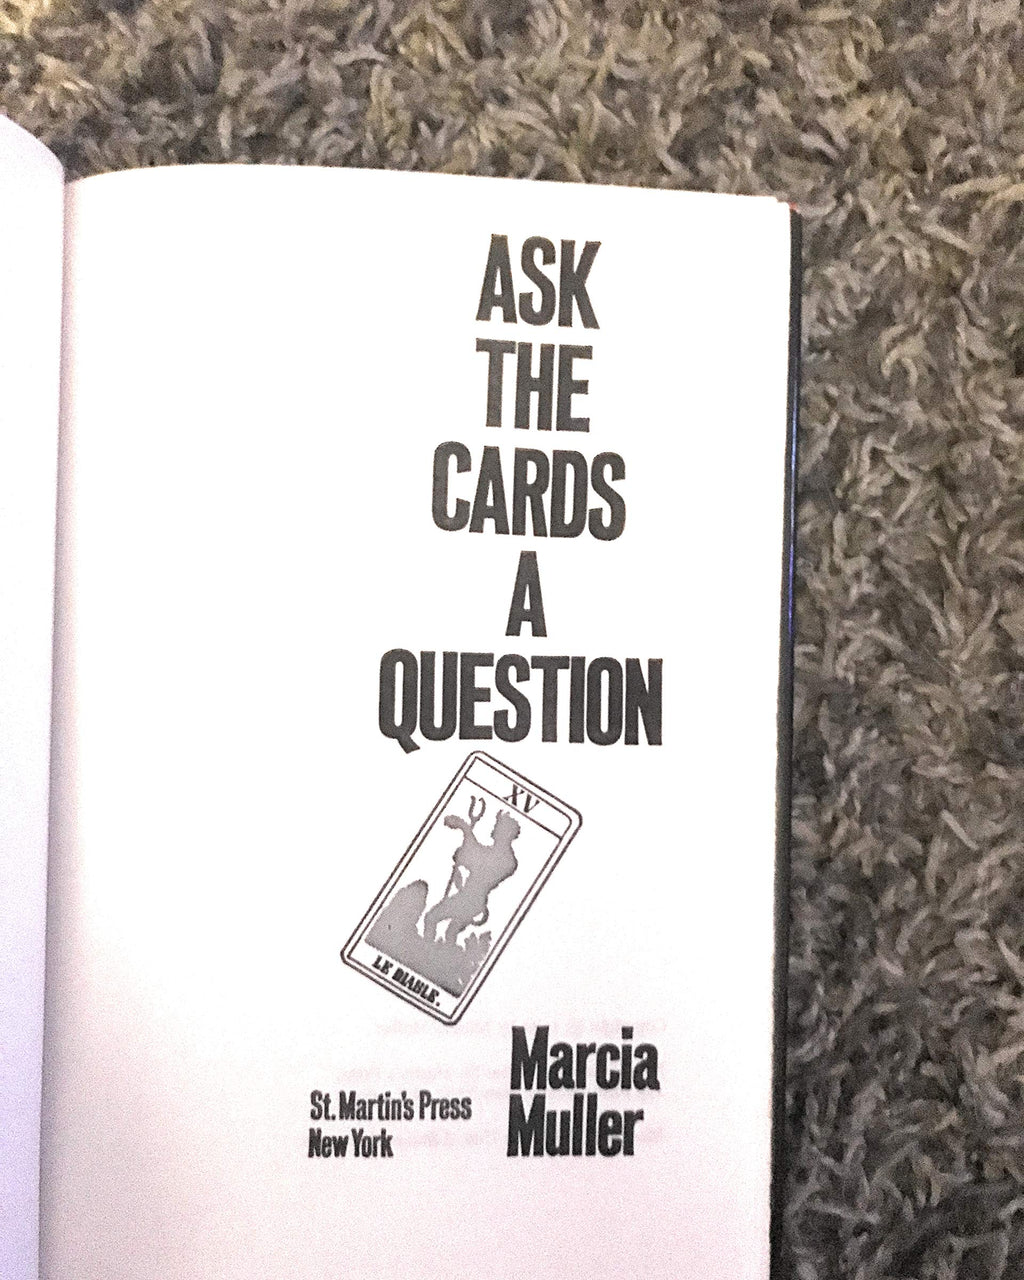 ASK
THE
CARDS
A
QUESTION
XV
LE DIABLE.
Marcia
Muller
St. Martin's Press
New York